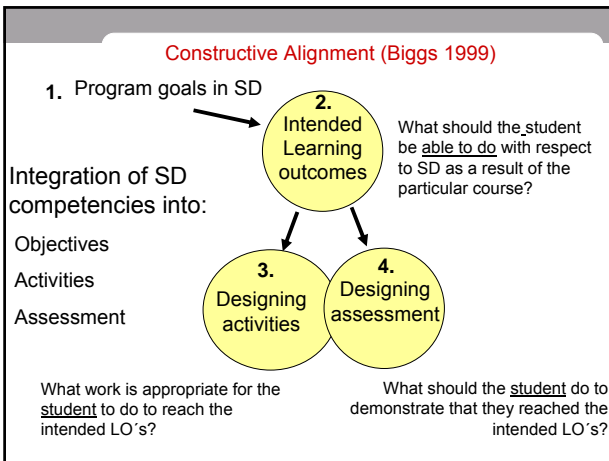 Constructive Alignment (Biggs 1999)
1. Program goals in SD
2.
Intended
Learning
outcomes
What should the student
be able to do with respect
to SD as a result of the
particular course?
Integration of SD
competencies into:
Objectives
Activities
Assessment
3.
Designing
activities
4.
Designing
assessment
What work is appropriate for the
student to do to reach the
intended LO´s?
What should the student do to
demonstrate that they reached the
intended LO´s?